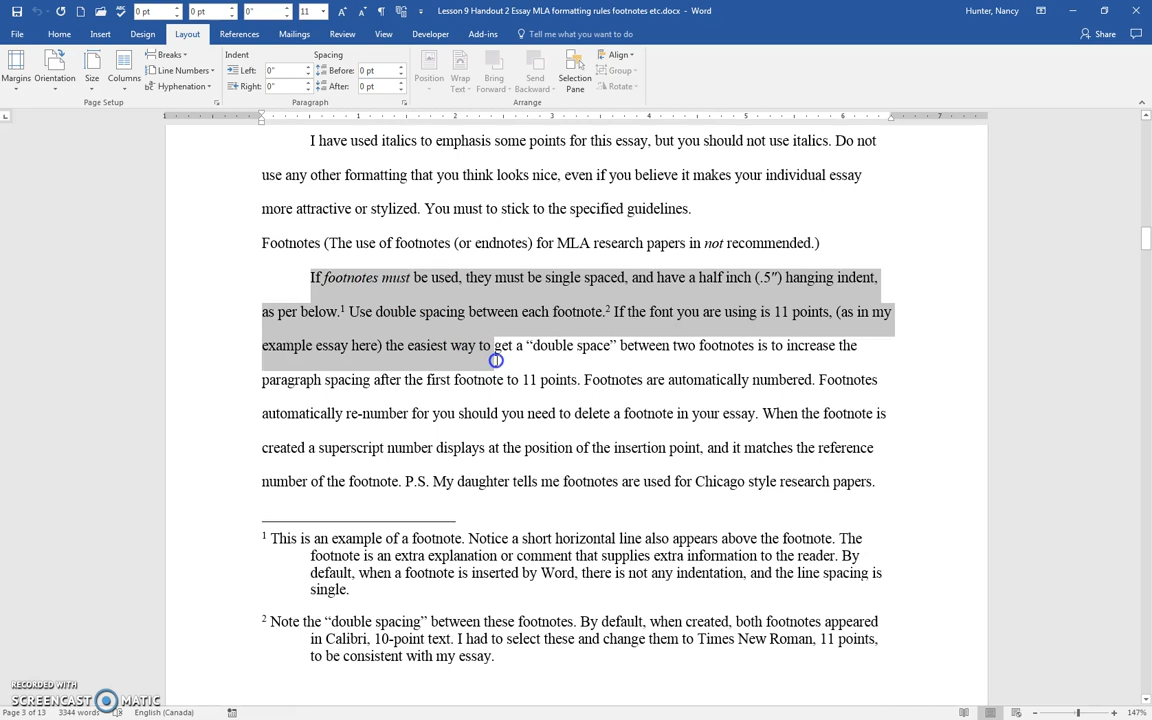 0 pt 0 pt 0" 11 Lesson 9 Handout 2 Essay MLA formatting rules footnotes etc.docx - Word Hunter, Nancy
File Home Insert Design Layout References Mailings Review View Developer Add-ins Tell me what you want to do Share
Margins Orientation Size Columns
Breaks
Line Numbers
Hyphenation
Page Setup
Indent Spacing
Left: 0" Before: 0 pt
Right: 0" After: 0 pt
Paragraph
Position Wrap Text Bring Forward Send Backward Selection Pane
Align
Group
Rotate
Arrange
1 1 2 3 4 5 6 7
I have used italics to emphasis some points for this essay, but you should not use italics. Do not
use any other formatting that you think looks nice, even if you believe it makes your individual essay
more attractive or stylized. You must to stick to the specified guidelines.
Footnotes (The use of footnotes (or endnotes) for MLA research papers in not recommended.)
If footnotes must be used, they must be single spaced, and have a half inch (.5″) hanging indent,
as per below.1 Use double spacing between each footnote.2 If the font you are using is 11 points, (as in my
example essay here) the easiest way to get a “double space” between two footnotes is to increase the
paragraph spacing after the first footnote to 11 points. Footnotes are automatically numbered. Footnotes
automatically re-number for you should you need to delete a footnote in your essay. When the footnote is
created a superscript number displays at the position of the insertion point, and it matches the reference
number of the footnote. P.S. My daughter tells me footnotes are used for Chicago style research papers.
1 This is an example of a footnote. Notice a short horizontal line also appears above the footnote. The
footnote is an extra explanation or comment that supplies extra information to the reader. By
default, when a footnote is inserted by Word, there is not any indentation, and the line spacing is
single.
2 Note the “double spacing” between these footnotes. By default, when created, both footnotes appeared
in Calibri, 10-point text. I had to select these and change them to Times New Roman, 11 points,
to be consistent with my essay.
RECORDED WITH
SCREENCAST MATIC
Page 3 of 13 3344 words English (Canada) 147%